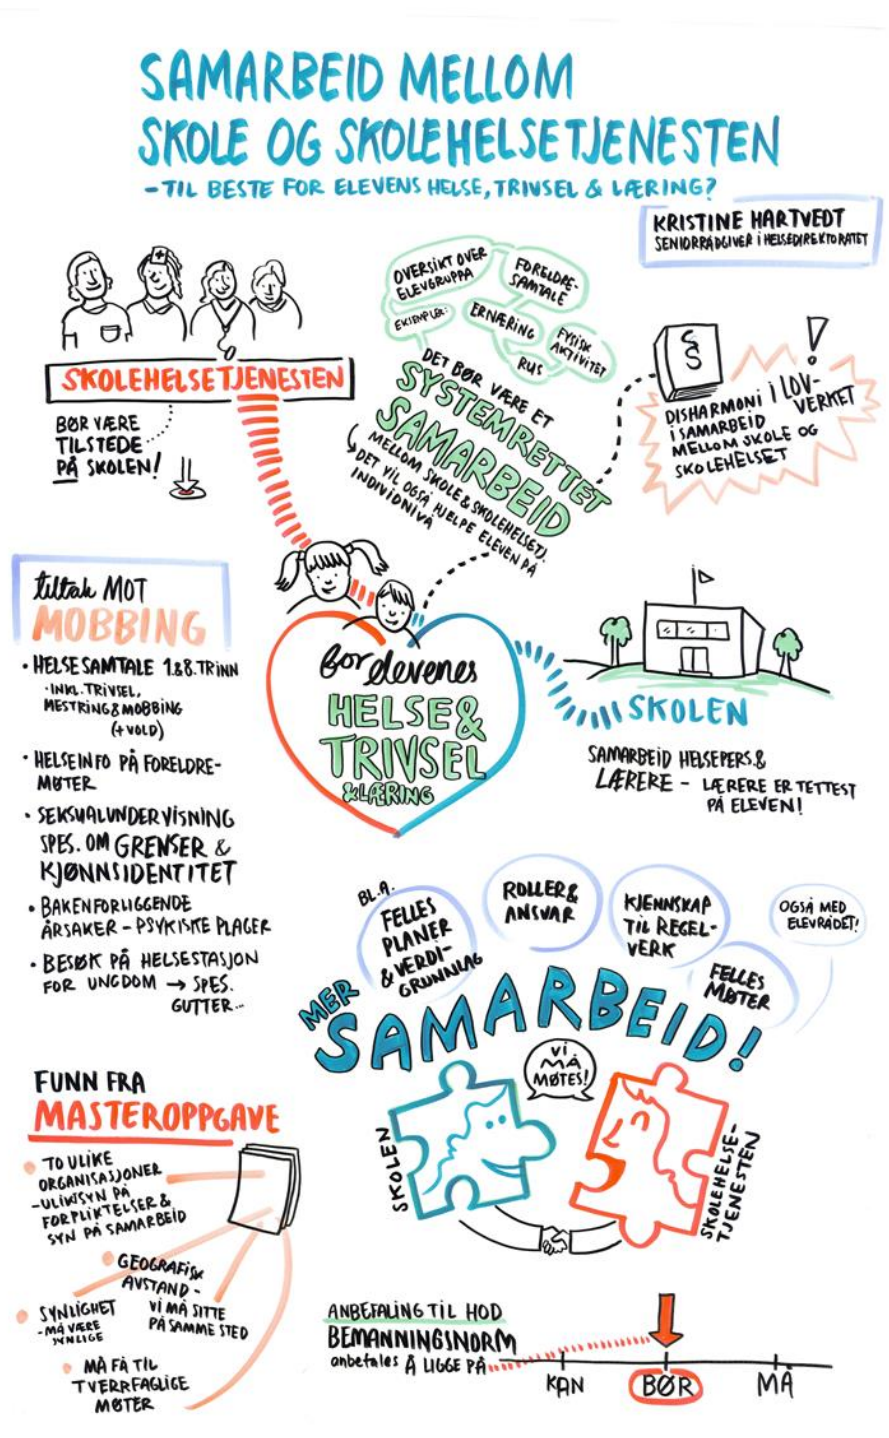 SAMARBEID MELLOM
SKOLE OG SKOLEHELSETJENESTEN
- TIL BESTE FOR ELEVENS HELSE, TRIVSEL & LÆRING?
KRISTINE HARTVEDT
SENIORRÅDGIVER I HELSEDIREKTORATET
SKOLEHELSETJENESTEN
BØR VÆRE
TILSTEDE
PÅ SKOLEN!
OVERSIKT OVER
ELEVGRUPPA
FORELDRE-
SAMTALE
EKSEMPLER:
ERNÆRING
FYSISK
AKTIVITET
RUS
DET BØR VÆRE ET
SYSTEMRETTET
SAMARBEID
MELLOM SKOLE & SKOLEHELSETJ.
DET VIL OGSÅ HJELPE ELEVEN PÅ
INDIVIDNIVÅ
§
DISHARMONI I LOV-
VERKET
I SAMARBEID
MELLOM SKOLE OG
SKOLEHELSET
!
tiltak MOT
MOBBING
• HELSESAMTALE 1.&8. TRINN
• INKL. TRIVSEL,
MESTRING & MOBBING
(+ VOLD)
• HELSEINFO PÅ FORELDRE-
MØTER
• SEKSUALUNDERVISNING
SPES. OM GRENSER &
KJØNNSIDENTITET
• BAKENFORLIGGENDE
ÅRSAKER - PSYKISKE PLAGER
• BESØK PÅ HELSESTASJON
FOR UNGDOM → SPES.
GUTTER...
for elevenes
HELSE &
TRIVSEL
& LÆRING
SKOLEN
SAMARBEID HELSEPERS. &
LÆRERE - LÆRERE ER TETTEST
PÅ ELEVEN!
BL.A.
FELLES
PLANER
& VERDI-
GRUNNLAG
ROLLER &
ANSVAR
KJENNSKAP
TIL REGEL-
VERK
FELLES
MØTER
OGSÅ MED
ELEVRÅDET!
MER
SAMARBEID!
VI
MÅ
MØTES!
SKOLEN
SKOLEHELSE-
TJENESTEN
FUNN FRA
MASTEROPPGAVE
TO ULIKE
ORGANISASJONER
- ULIKT SYN PÅ
FORPLIKTELSER &
SYN PÅ SAMARBEID
GEOGRAFISK
AVSTAND -
VI MÅ SITTE
PÅ SAMME STED
SYNLIGHET
- MÅ VÆRE
SYNLIGE
MÅ FÅ TIL
TVERRFAGLIGE
MØTER
ANBEFALING TIL HOD
BEMANNINGSNORM
anbefales Å LIGGE PÅ
KAN
BØR
MÅ